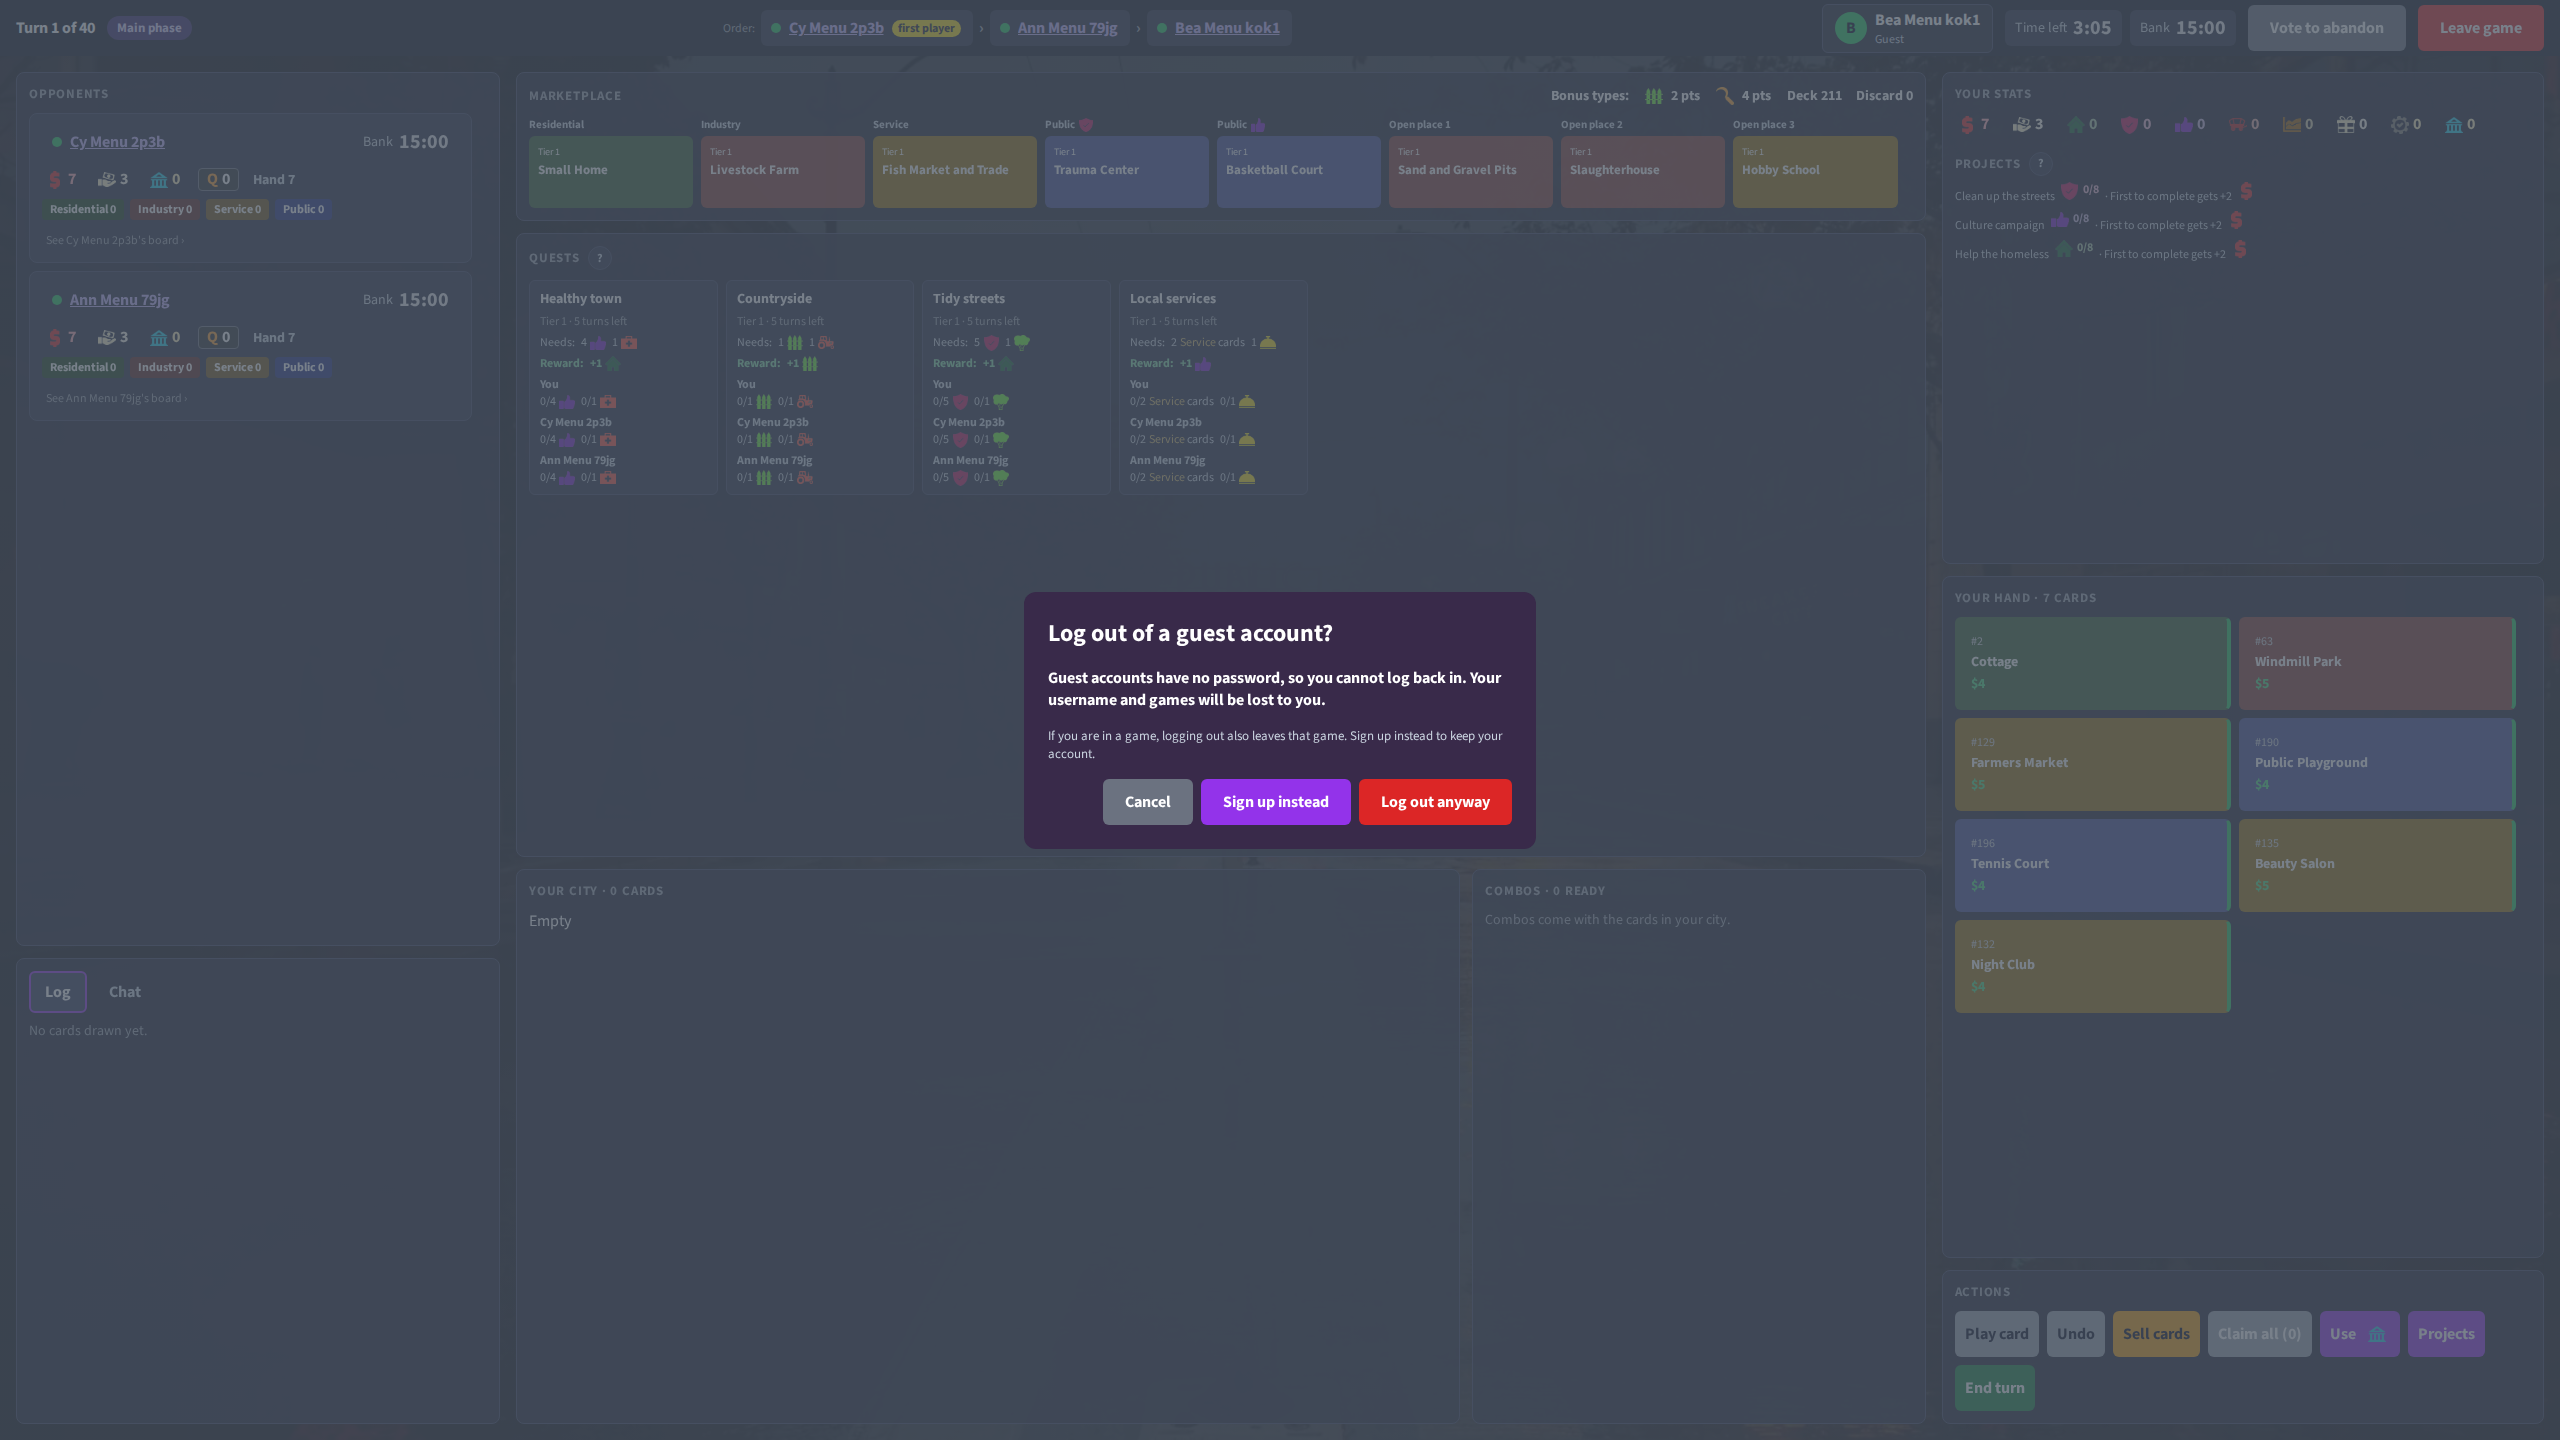 Turn 1 of 40 Main phase
Order: Cy Menu 2p3b first player › Ann Menu 79jg › Bea Menu kok1
B Bea Menu kok1 Guest
Time left 3:05 Bank 15:00 Vote to abandon Leave game
OPPONENTS
Cy Menu 2p3b Bank 15:00
7 3 0 Q 0 Hand 7
Residential 0 Industry 0 Service 0 Public 0
See Cy Menu 2p3b's board ›
Ann Menu 79jg Bank 15:00
7 3 0 Q 0 Hand 7
Residential 0 Industry 0 Service 0 Public 0
See Ann Menu 79jg's board ›
Log Chat
No cards drawn yet.
MARKETPLACE Bonus types: 2 pts 4 pts Deck 211 Discard 0
Residential Industry Service Public Public Open place 1 Open place 2 Open place 3
Tier 1 Tier 1 Tier 1 Tier 1 Tier 1 Tier 1 Tier 1 Tier 1
Small Home Livestock Farm Fish Market and Trade Trauma Center Basketball Court Sand and Gravel Pits Slaughterhouse Hobby School
QUESTS ?
Healthy town
Tier 1 · 5 turns left
Needs: 4 1
Reward: +1
You
0/4 0/1
Cy Menu 2p3b
0/4 0/1
Ann Menu 79jg
0/4 0/1
Countryside
Tier 1 · 5 turns left
Needs: 1 1
Reward: +1
You
0/1 0/1
Cy Menu 2p3b
0/1 0/1
Ann Menu 79jg
0/1 0/1
Tidy streets
Tier 1 · 5 turns left
Needs: 5 1
Reward: +1
You
0/5 0/1
Cy Menu 2p3b
0/5 0/1
Ann Menu 79jg
0/5 0/1
Local services
Tier 1 · 5 turns left
Needs: 2 Service cards 1
Reward: +1
You
0/2 Service cards 0/1
Cy Menu 2p3b
0/2 Service cards 0/1
Ann Menu 79jg
0/2 Service cards 0/1
Log out of a guest account?
Guest accounts have no password, so you cannot log back in. Your
username and games will be lost to you.
If you are in a game, logging out also leaves that game. Sign up instead to keep your
account.
Cancel Sign up instead Log out anyway
YOUR CITY · 0 CARDS
Empty
COMBOS · 0 READY
Combos come with the cards in your city.
YOUR STATS
7 3 0 0 0 0 0 0 0 0
PROJECTS ?
Clean up the streets 0/8 · First to complete gets +2
Culture campaign 0/8 · First to complete gets +2
Help the homeless 0/8 · First to complete gets +2
YOUR HAND · 7 CARDS
#2
Cottage
$4
#63
Windmill Park
$5
#129
Farmers Market
$5
#190
Public Playground
$4
#196
Tennis Court
$4
#135
Beauty Salon
$5
#132
Night Club
$4
ACTIONS
Play card Undo Sell cards Claim all (0) Use Projects
End turn